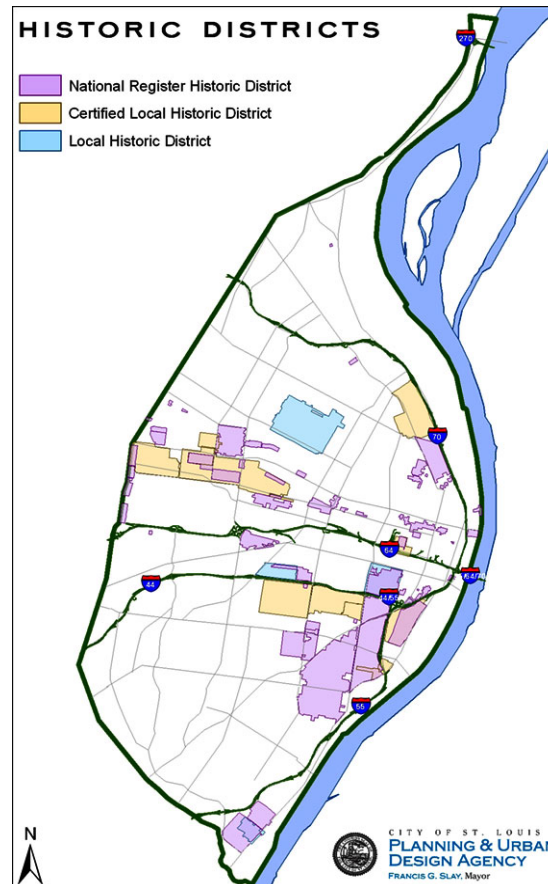 HISTORIC DISTRICTS
National Register Historic District
Certified Local Historic District
Local Historic District
270
70
64
44
55
N
CITY OF ST. LOUIS
PLANNING & URBAN
DESIGN AGENCY
FRANCIS G. SLAY, Mayor